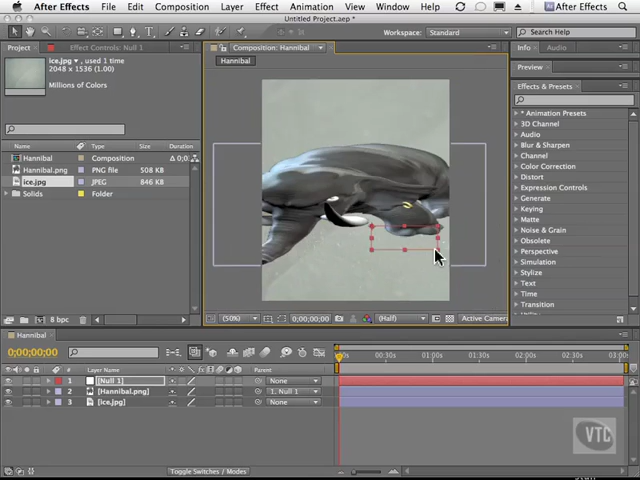 After Effects File Edit Composition Layer Effect Animation View Window After Effects
Untitled Project.aep *
Workspace: Standard Search Help
Project Effect Controls: Null 1 Composition: Hannibal Info Audio
ice.jpg
2048 x 1536 (1.00)
Millions of Colors
Hannibal
Preview
Effects & Presets
* Animation Presets
3D Channel
Audio
Blur & Sharpen
Channel
Color Correction
Distort
Expression Controls
Generate
Keying
Matte
Noise & Grain
Obsolete
Perspective
Simulation
Stylize
Text
Time
Transition
Name Type Size Duration
Hannibal Composition Δ 0;0
Hannibal.png PNG file 508 KB
ice.jpg JPEG 846 KB
Solids Folder
8 bpc (50%) 0;00;00;00 (Half) Active Camera
Hannibal
0;00;00;00
# Layer Name Parent 00:30s 01:00s 01:30s 02:00s 02:30s 03:0
1 [Null 1] None
2 [Hannibal.png] 1. Null 1
3 [ice.jpg] None
VTC
Toggle Switches / Modes